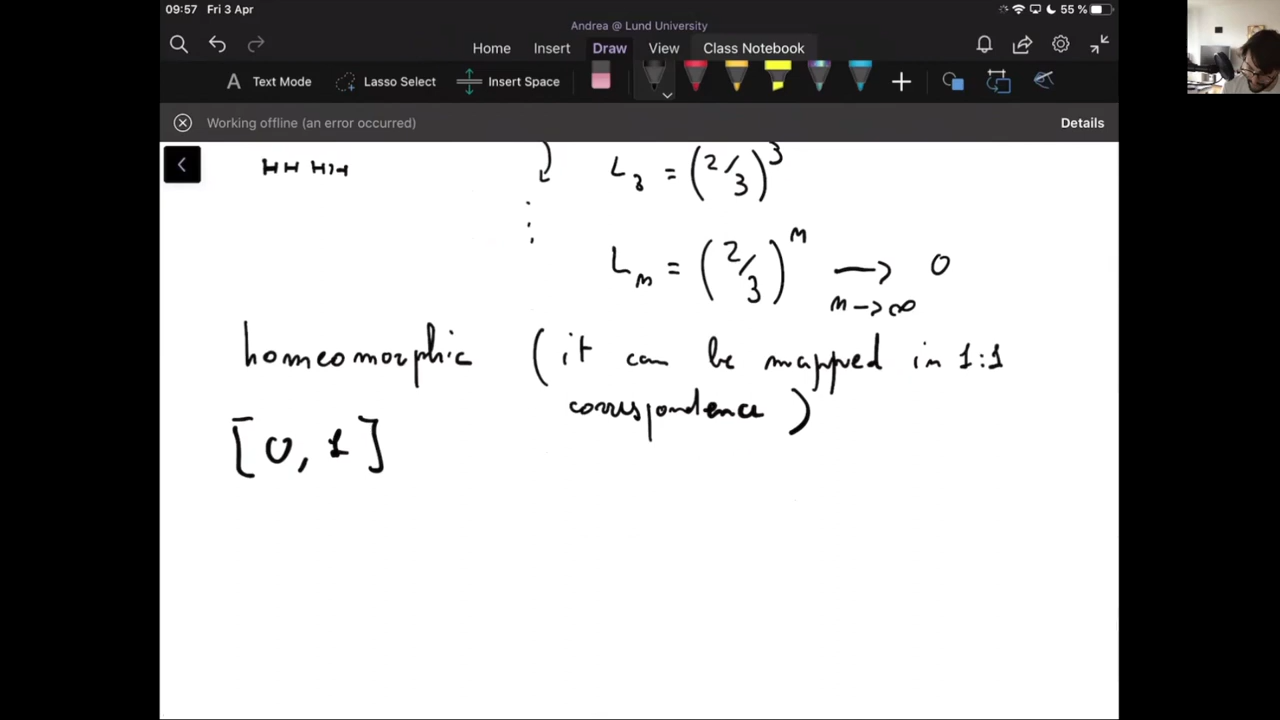 09:57 Fri 3 Apr
55 %
Andrea @ Lund University
Home Insert Draw View Class Notebook
Text Mode Lasso Select Insert Space
Working offline (an error occurred) Details
L₃ = (2/3)³
Lₘ = (2/3)ᵐ → 0
m → ∞
homeomorphic (it can be mapped in 1:1
correspondence)
[0, 1]